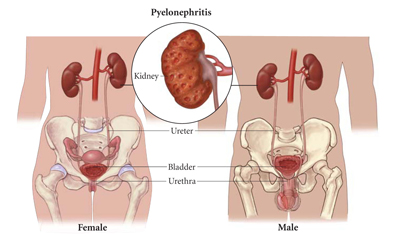 Pyelonephritis
Kidney
Ureter
Bladder
Urethra
Female
Male